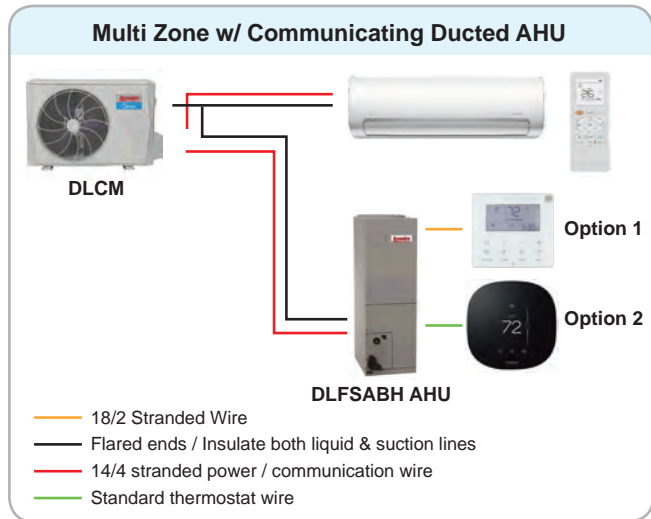 Multi Zone w/ Communicating Ducted AHU
DLCM
Option 1
72
Option 2
DLFSABH AHU
18/2 Stranded Wire
Flared ends / Insulate both liquid & suction lines
14/4 stranded power / communication wire
Standard thermostat wire